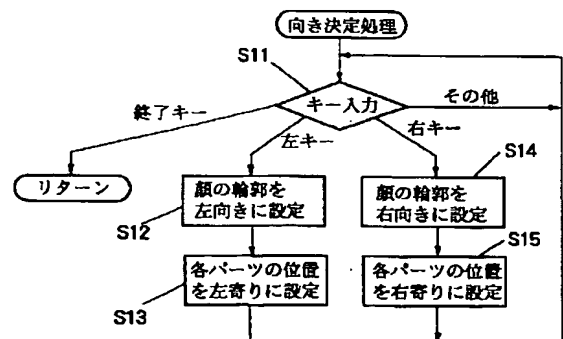 向き決定処理
S11
キー入力
その他
終了キー
左キー
右キー
リターン
S14
顔の輪郭を
左向きに設定
顔の輪郭を
右向きに設定
S12
S15
各パーツの位置
を左寄りに設定
各パーツの位置
を右寄りに設定
S13